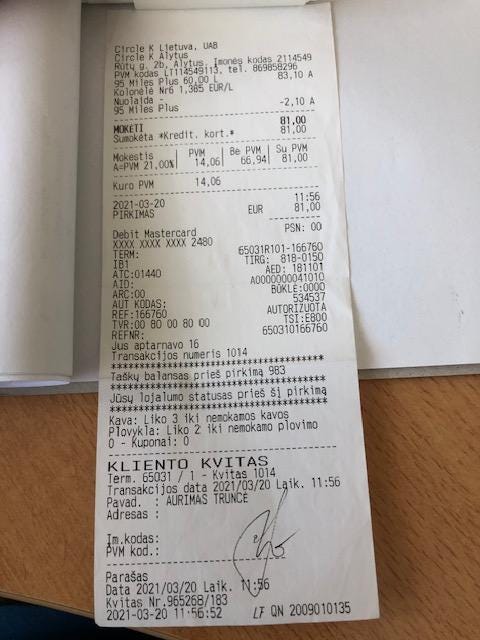 Circle K Lietuva, UAB
Circle K Alytus
Rūtų g. 2b, Alytus. Įmonės kodas 2114549
PVM kodas LT114549113, tel. 869858296
95 Miles Plus 60,00 L 83,10 A
Kolonėlė Nr6 1,385 EUR/L
Nuolaida -
95 Miles Plus -2,10 A
MOKĖTI 81,00
Sumokėta *Kredit. kort.* 81,00
Mokestis PVM Be PVM Su PVM
A=PVM 21,00% 14,06 66,94 81,00
Kuro PVM 14,06
2021-03-20 11:56
PIRKIMAS EUR 81,00
PSN: 00
Debit Mastercard
XXXX XXXX XXXX 2480
TERM: 65031R101-166760
IB1 TIRG: 818-0150
ATC:01440 AED: 181101
AID: A0000000041010
ARC:00 BŪKLĖ:0000
AUT KODAS: 534537
REF:166760 AUTORIZUOTA
TVR:00 80 00 80 00 TSI:E800
REFNR: 650310166760
Jus aptarnavo 16
Transakcijos numeris 1014
Taškų balansas prieš pirkimą 983
Jūsų lojalumo statusas prieš šį pirkimą
Kava: Liko 3 iki nemokamos kavos
Plovykla: Liko 2 iki nemokamo plovimo
0 - Kuponai: 0
KLIENTO KVITAS
Term. 65031 / 1 - Kvitas 1014
Transakcijos data 2021/03/20 Laik. 11:56
Pavad. : AURIMAS TRUNCĖ
Adresas :
Įm.kodas:
PVM kod.:
Parašas
Data 2021/03/20 Laik. 11:56
Kvitas Nr.965268/183
2021-03-20 11:56:52 LF QN 2009010135